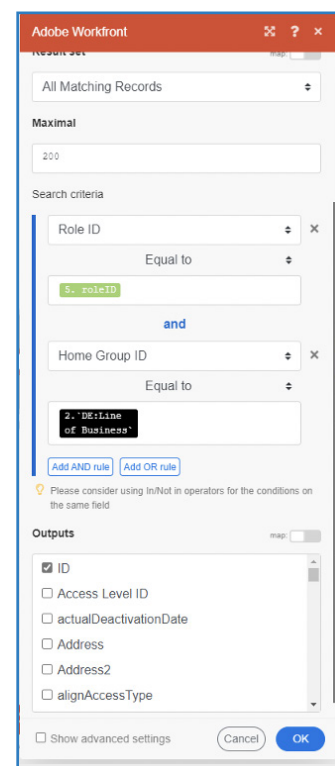 Adobe Workfront ? ×
Result set map:
All Matching Records
Maximal
200
Search criteria
Role ID ×
Equal to
5. roleID
and
Home Group ID ×
Equal to
2.`DE:Line
of Business`
Add AND rule Add OR rule
Please consider using In/Not in operators for the conditions on
the same field
Outputs map:
ID
Access Level ID
actualDeactivationDate
Address
Address2
alignAccessType
Show advanced settings Cancel OK